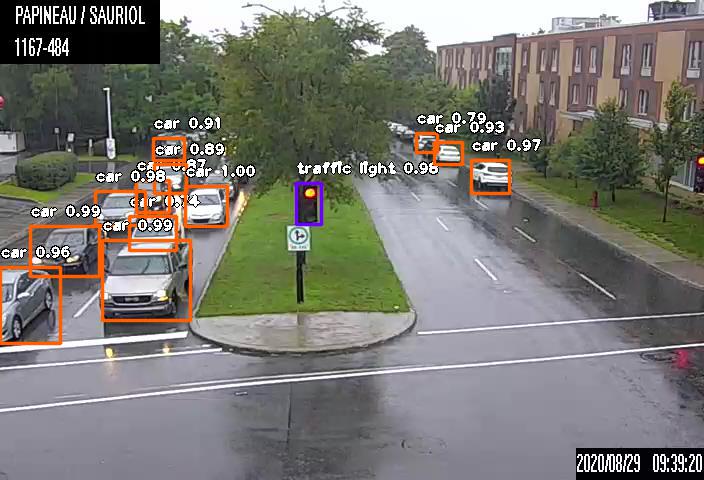 PAPINEAU / SAURIOL
1167-484
car 0.91
car 0.89
0.87
car 0.98
car 1.00
car 0.99
car 0.99
car 0.96
traffic light 0.96
car 0.79
car 0.93
car 0.97
2020/08/29 09:39:20